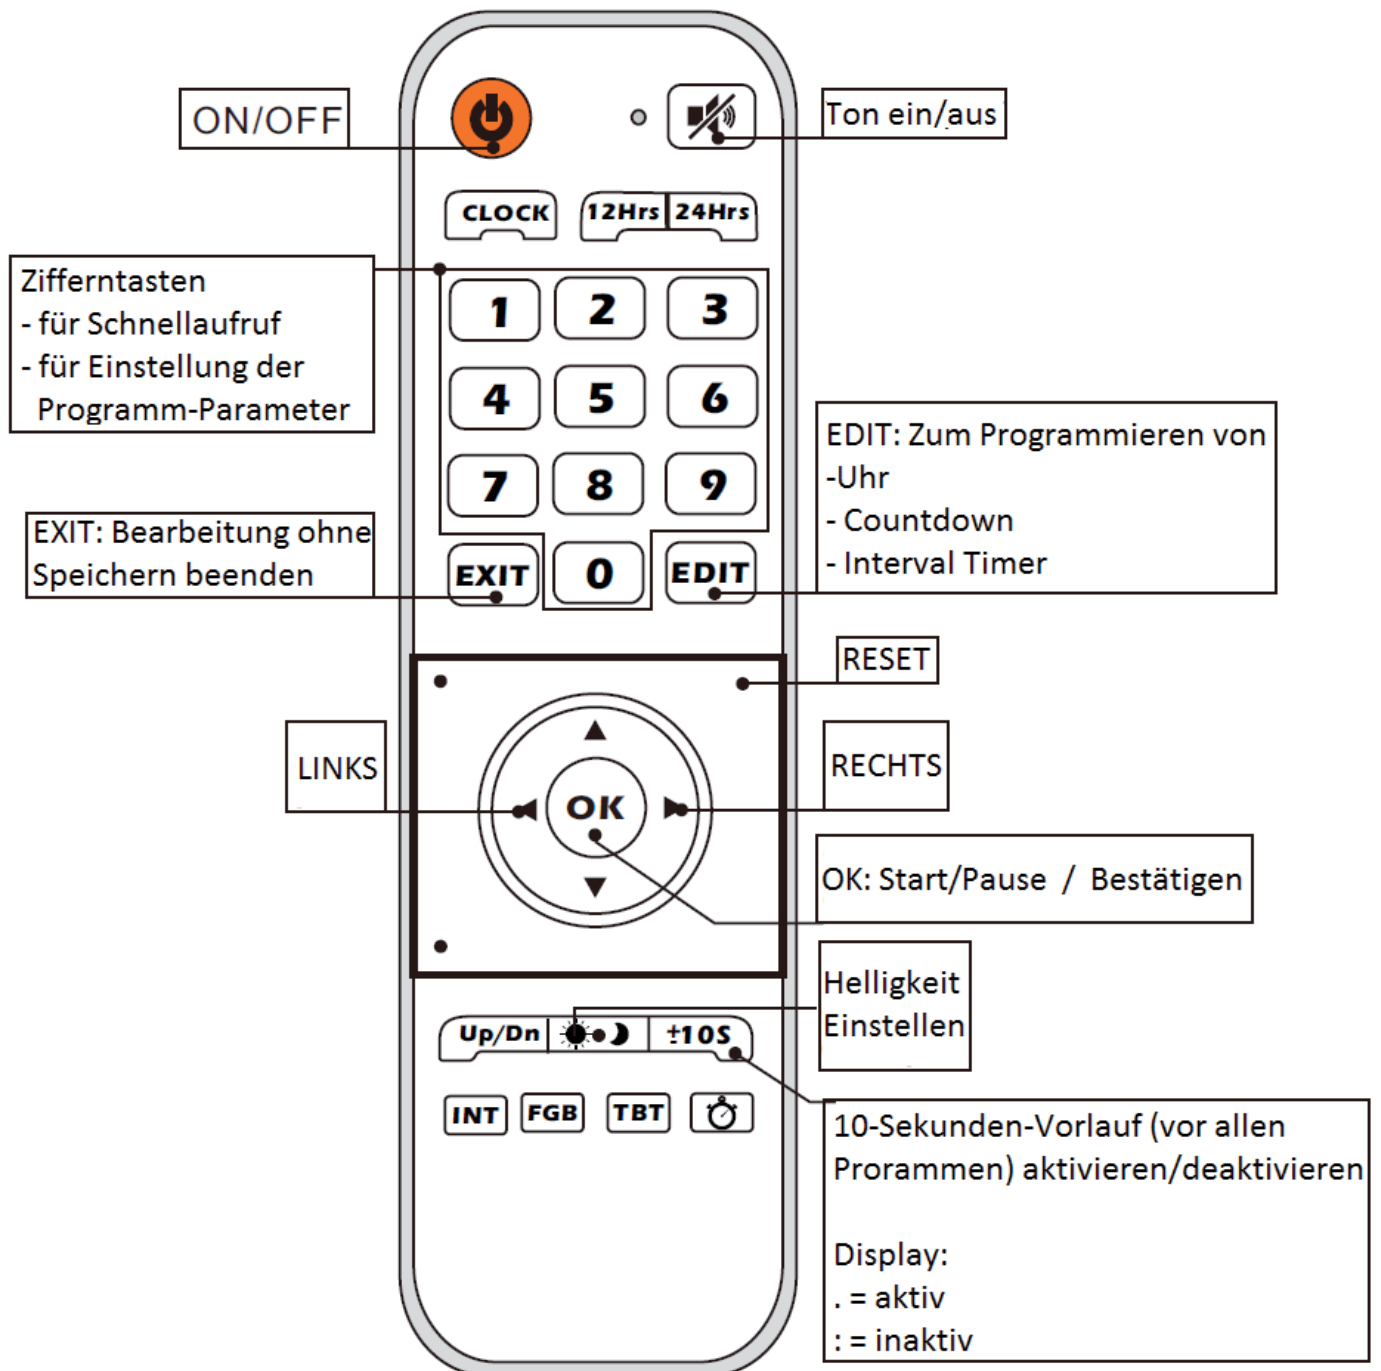 ON/OFF
Ton ein/aus
CLOCK
12Hrs 24Hrs
Zifferntasten
- für Schnellaufruf
- für Einstellung der
Programm-Parameter
1 2 3
4 5 6
7 8 9
EXIT 0 EDIT
EDIT: Zum Programmieren von
-Uhr
- Countdown
- Interval Timer
EXIT: Bearbeitung ohne
Speichern beenden
RESET
LINKS
OK
RECHTS
OK: Start/Pause / Bestätigen
Helligkeit
Einstellen
Up/Dn ±10S
INT FGB TBT
10-Sekunden-Vorlauf (vor allen
Prorammen) aktivieren/deaktivieren
Display:
. = aktiv
: = inaktiv